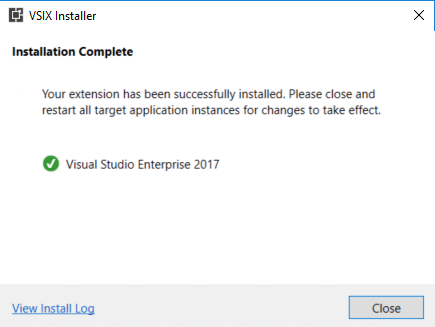 VSIX Installer
Installation Complete
Your extension has been successfully installed. Please close and
restart all target application instances for changes to take effect.
Visual Studio Enterprise 2017
View Install Log
Close